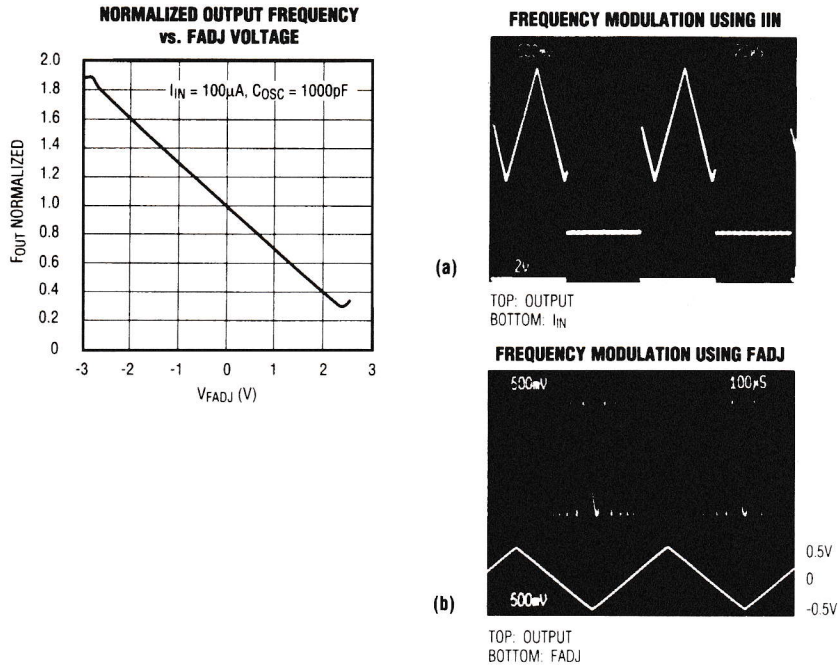 NORMALIZED OUTPUT FREQUENCY
vs. FADJ VOLTAGE
2.0
1.8
1.6
1.4
1.2
1.0
0.8
0.6
0.4
0.2
0
FOUT NORMALIZED
IIN = 100µA, COSC = 1000pF
-3
-2
-1
0
1
2
3
VFADJ (V)
FREQUENCY MODULATION USING IIN
2v
(a)
TOP: OUTPUT
BOTTOM: IIN
FREQUENCY MODULATION USING FADJ
500mV
100µS
0.5V
0
-0.5V
500mV
(b)
TOP: OUTPUT
BOTTOM: FADJ